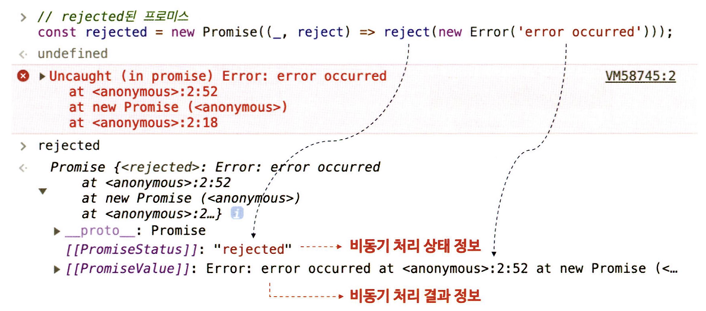 > // rejected된 프로미스
const rejected = new Promise((_, reject) => reject(new Error('error occurred')));
<· undefined
Uncaught (in promise) Error: error occurred VM58745:2
at <anonymous>:2:52
at new Promise (<anonymous>)
at <anonymous>:2:18
> rejected
<· Promise {<rejected>: Error: error occurred
at <anonymous>:2:52
at new Promise (<anonymous>)
at <anonymous>:2…} i
__proto__: Promise
[[PromiseStatus]]: "rejected" 비동기 처리 상태 정보
[[PromiseValue]]: Error: error occurred at <anonymous>:2:52 at new Promise (<…
비동기 처리 결과 정보